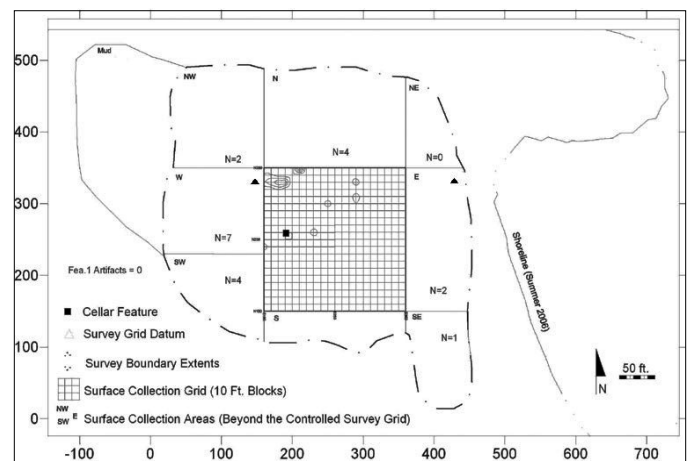 500
400
300
200
100
0
-100 0 100 200 300 400 500 600 700
Mud
NW
N
NE
N=2
N=4
N=0
W
E
N=7
SW
N=4
N=2
S
SE
N=1
Shoreline (Summer 2006)
Fea.1 Artifacts = 0
Cellar Feature
Survey Grid Datum
Survey Boundary Extents
Surface Collection Grid (10 Ft. Blocks)
NW
SW E Surface Collection Areas (Beyond the Controlled Survey Grid)
N
50 ft.